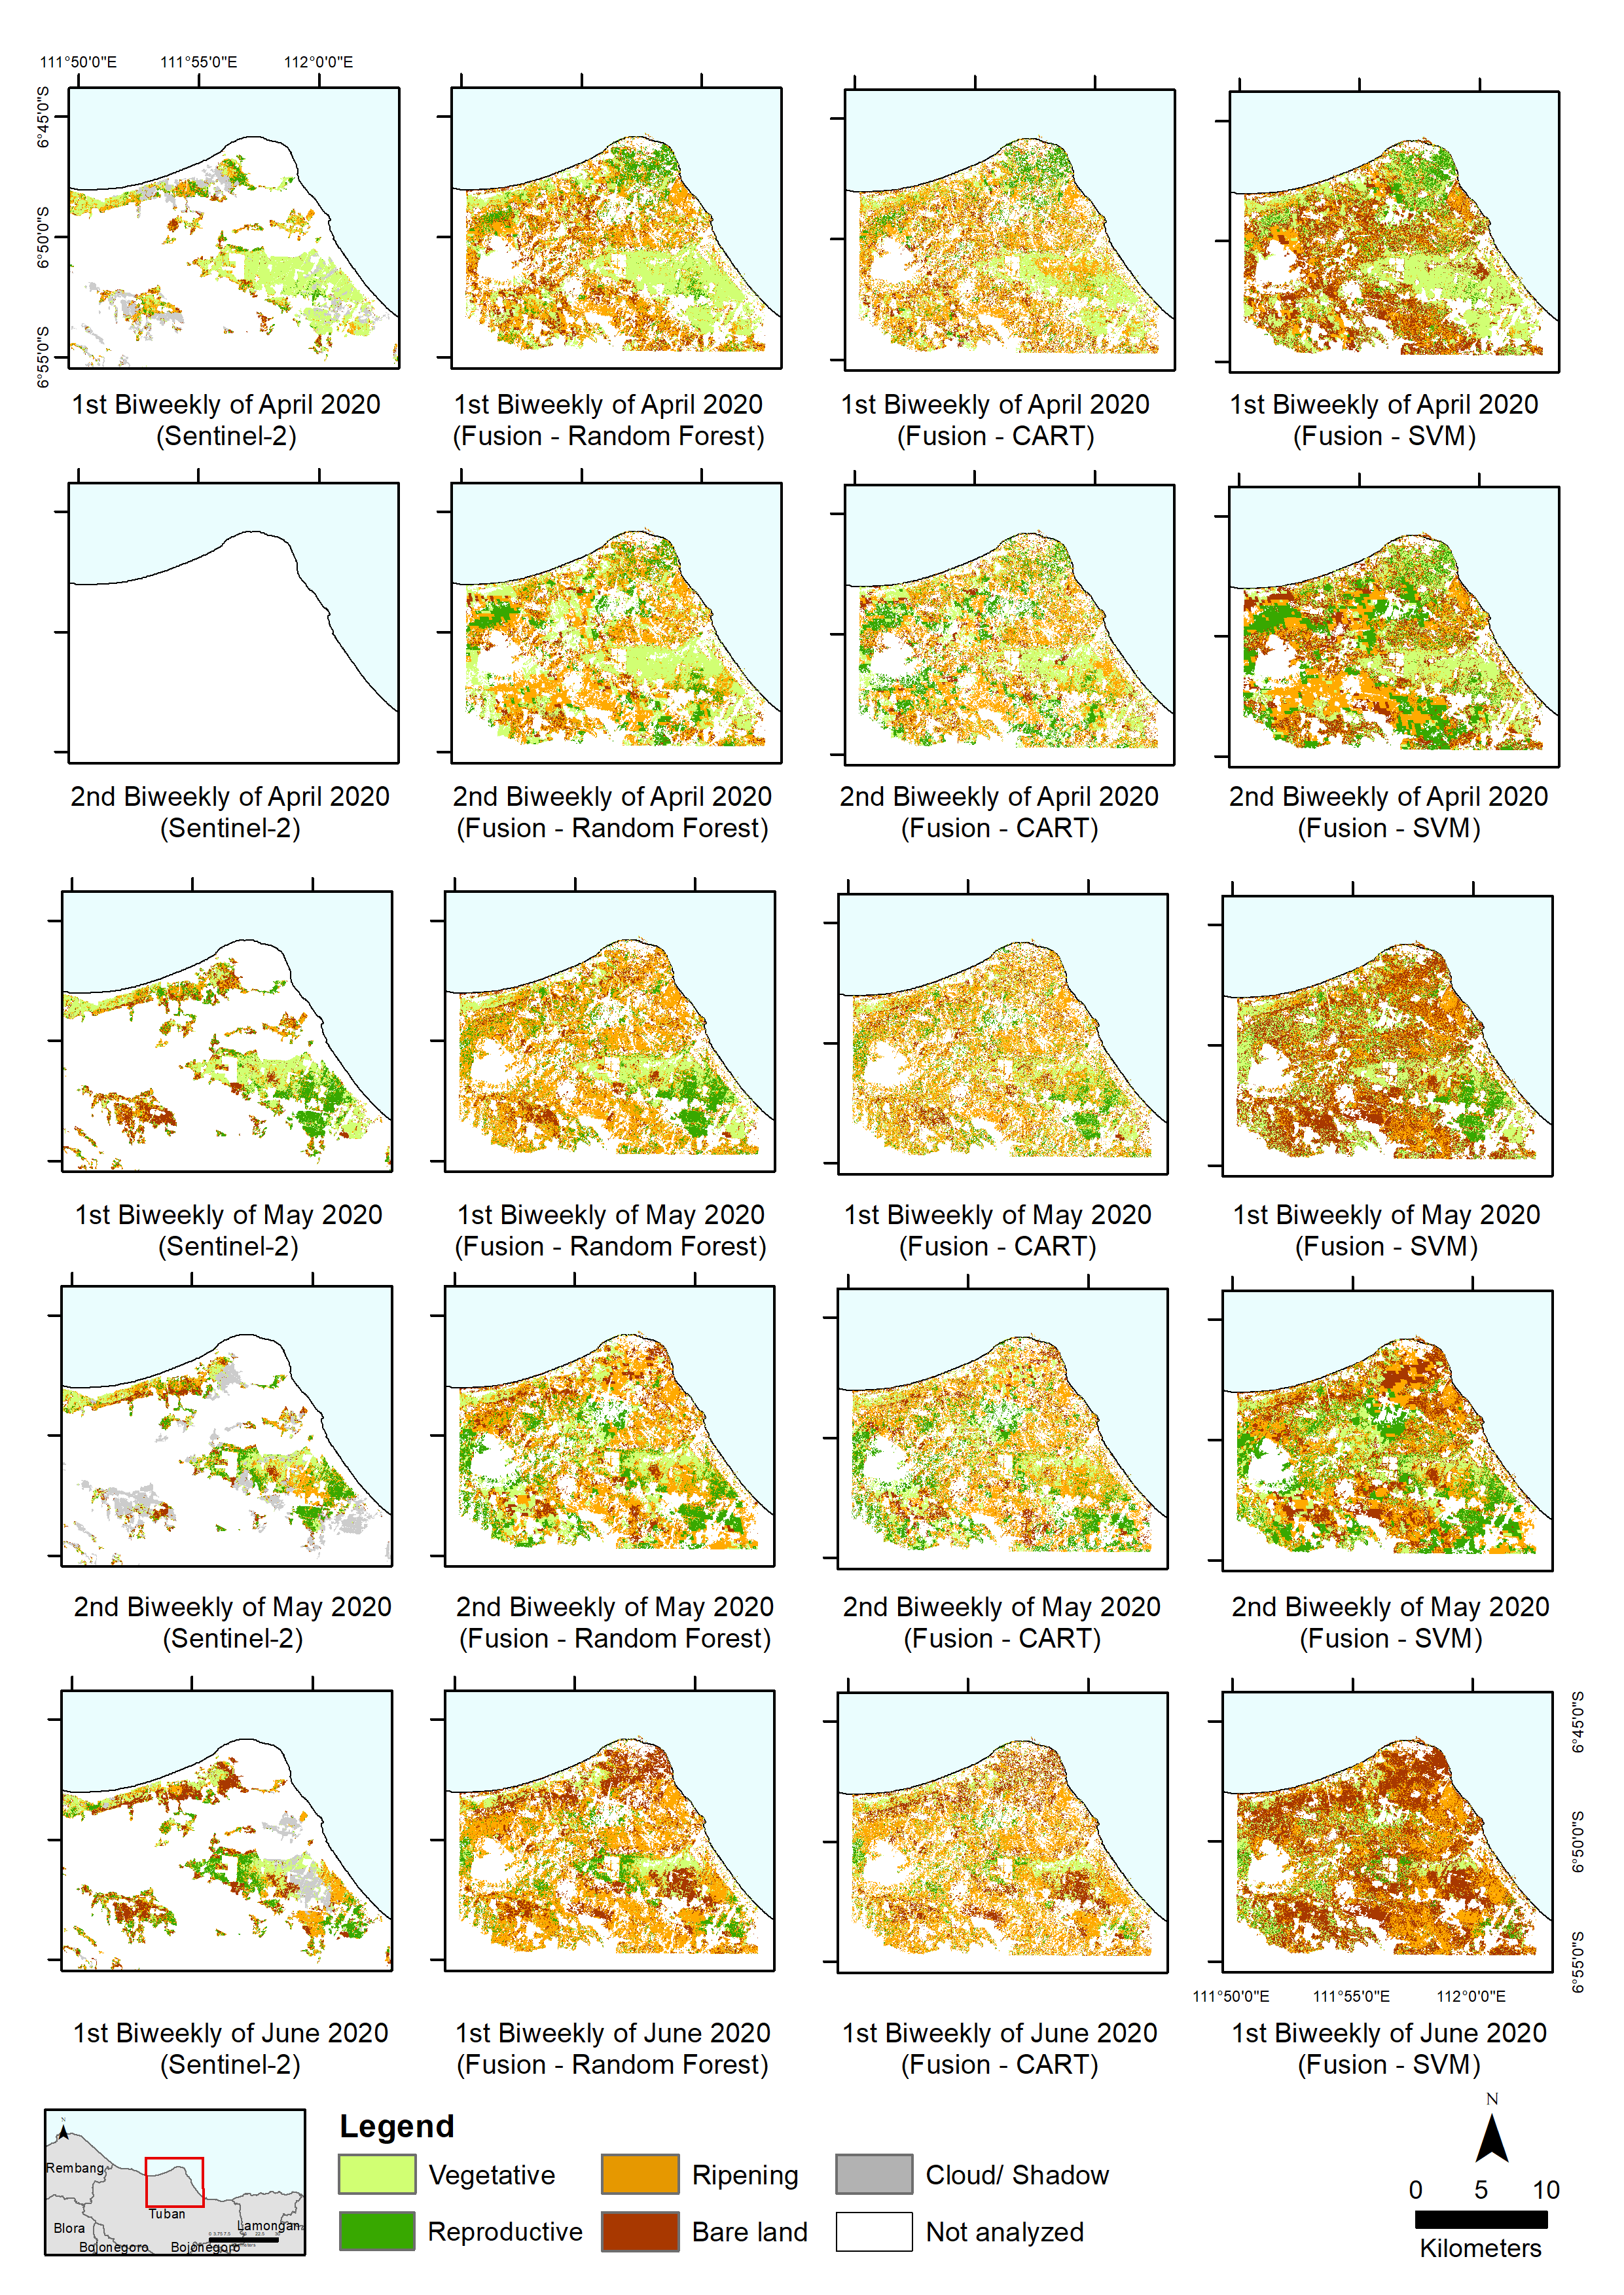 111°50'0"E 111°55'0"E 112°0'0"E
6°45'0"S
6°50'0"S
6°55'0"S
1st Biweekly of April 2020
(Sentinel-2)
1st Biweekly of April 2020
(Fusion - Random Forest)
1st Biweekly of April 2020
(Fusion - CART)
1st Biweekly of April 2020
(Fusion - SVM)
2nd Biweekly of April 2020
(Sentinel-2)
2nd Biweekly of April 2020
(Fusion - Random Forest)
2nd Biweekly of April 2020
(Fusion - CART)
2nd Biweekly of April 2020
(Fusion - SVM)
1st Biweekly of May 2020
(Sentinel-2)
1st Biweekly of May 2020
(Fusion - Random Forest)
1st Biweekly of May 2020
(Fusion - CART)
1st Biweekly of May 2020
(Fusion - SVM)
2nd Biweekly of May 2020
(Sentinel-2)
2nd Biweekly of May 2020
(Fusion - Random Forest)
2nd Biweekly of May 2020
(Fusion - CART)
2nd Biweekly of May 2020
(Fusion - SVM)
6°45'0"S
6°50'0"S
6°55'0"S
111°50'0"E 111°55'0"E 112°0'0"E
1st Biweekly of June 2020
(Sentinel-2)
1st Biweekly of June 2020
(Fusion - Random Forest)
1st Biweekly of June 2020
(Fusion - CART)
1st Biweekly of June 2020
(Fusion - SVM)
N
Rembang
Tuban
Blora
Lamongan
Bojonegoro
Bojonegoro
Legend
Vegetative
Ripening
Cloud/ Shadow
Reproductive
Bare land
Not analyzed
N
0 5 10
Kilometers